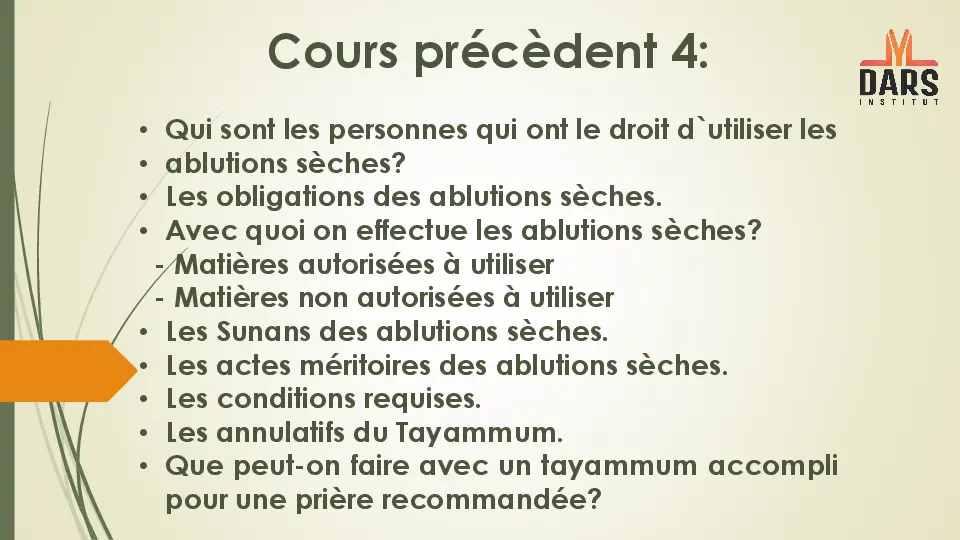 Cours précèdent 4:
DARS
INSTITUT
• Qui sont les personnes qui ont le droit d`utiliser les
• ablutions sèches?
• Les obligations des ablutions sèches.
• Avec quoi on effectue les ablutions sèches?
- Matières autorisées à utiliser
- Matières non autorisées à utiliser
• Les Sunans des ablutions sèches.
• Les actes méritoires des ablutions sèches.
• Les conditions requises.
• Les annulatifs du Tayammum.
• Que peut-on faire avec un tayammum accompli
pour une prière recommandée?